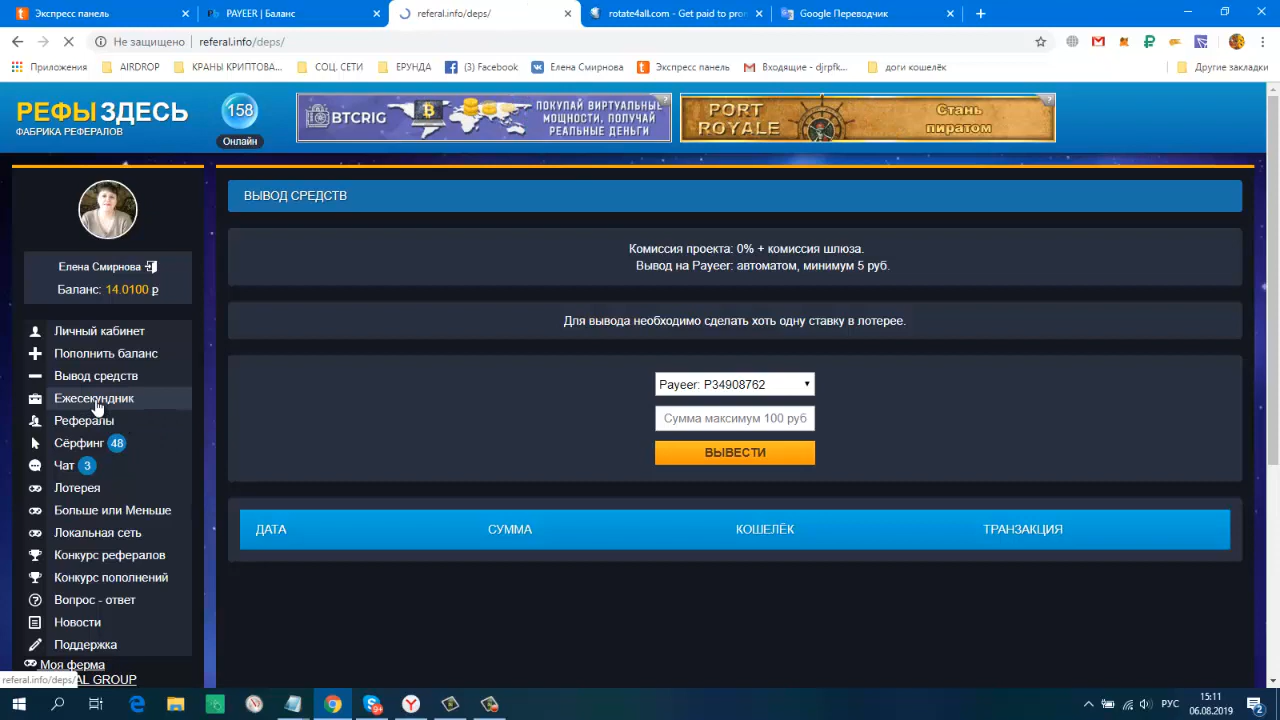 Экспресс панель
PAYEER | Баланс
referal.info/deps/
rotate4all.com - Get paid to pron
Google Переводчик
Не защищено
referal.info/deps/
Приложения
AIRDROP
КРАНЫ КРИПТОВА...
СОЦ. СЕТИ
ЕРУНДА
(3) Facebook
Елена Смирнова
Экспресс панель
Входящие - djrpfk...
доги кошелёк
Другие закладки
РЕФЫ ЗДЕСЬ
ФАБРИКА РЕФЕРАЛОВ
158
Онлайн
BTCRIG
ПОКУПАЙ ВИРТУАЛЬНЫЕ
МОЩНОСТИ, ПОЛУЧАЙ
РЕАЛЬНЫЕ ДЕНЬГИ
PORT
ROYALE
Стань
пиратом
Елена Смирнова
Баланс: 14.0100 р
Личный кабинет
Пополнить баланс
Вывод средств
Ежесекундник
Рефералы
Сёрфинг 48
Чат 3
Лотерея
Больше или Меньше
Локальная сеть
Конкурс рефералов
Конкурс пополнений
Вопрос - ответ
Новости
Поддержка
Моя ферма
AL GROUP
referal.info/deps/
ВЫВОД СРЕДСТВ
Комиссия проекта: 0% + комиссия шлюза.
Вывод на Payeer: автоматом, минимум 5 руб.
Для вывода необходимо сделать хоть одну ставку в лотерее.
Payeer: P34908762
Сумма максимум 100 руб
ВЫВЕСТИ
ДАТА
СУММА
КОШЕЛЁК
ТРАНЗАКЦИЯ
РУС
15:11
06.08.2019
2